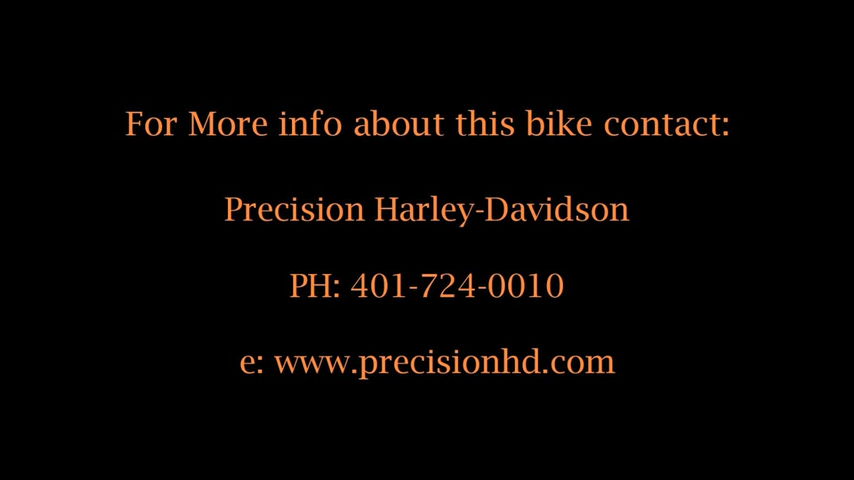 For More info about this bike contact:
Precision Harley-Davidson
PH: 401-724-0010
e: www.precisionhd.com